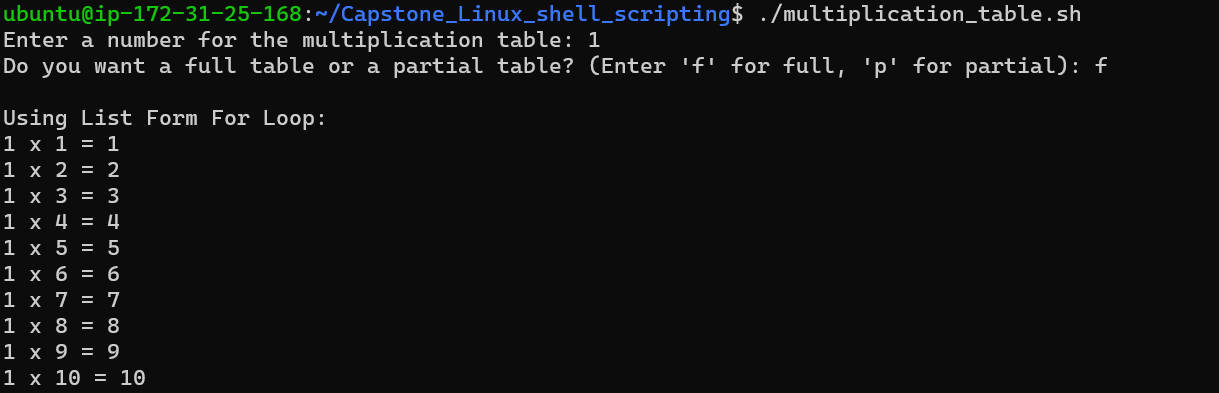 ubuntu@ip-172-31-25-168:~/Capstone_Linux_shell_scripting$ ./multiplication_table.sh
Enter a number for the multiplication table: 1
Do you want a full table or a partial table? (Enter 'f' for full, 'p' for partial): f
Using List Form For Loop:
1 x 1 = 1
1 x 2 = 2
1 x 3 = 3
1 x 4 = 4
1 x 5 = 5
1 x 6 = 6
1 x 7 = 7
1 x 8 = 8
1 x 9 = 9
1 x 10 = 10